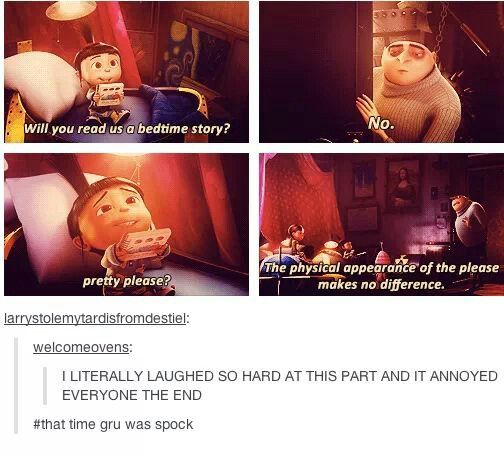 Will you read us a bedtime story?
No.
pretty please?
The physical appearance of the please
makes no difference.
larrystolemytardisfromdestiel:
welcomeovens:
I LITERALLY LAUGHED SO HARD AT THIS PART AND IT ANNOYED
EVERYONE THE END
#that time gru was spock